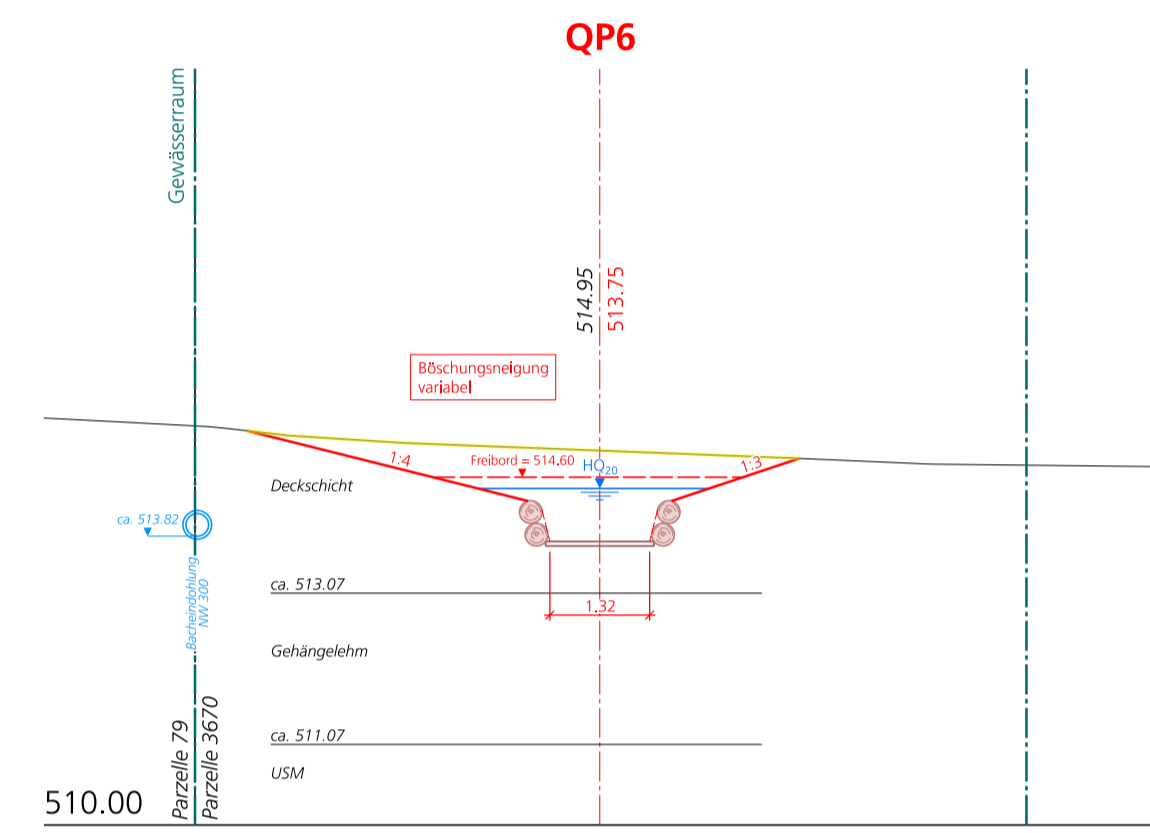 QP6
Gewässerraum
514.95
513.75
Böschungsneigung
variabel
1:4
Freibord = 514.60
HQ20
1:3
Deckschicht
ca. 513.82
Bacheindohlung
NW 300
ca. 513.07
1.32
Gehängelehm
ca. 511.07
USM
Parzelle 79
Parzelle 3670
510.00